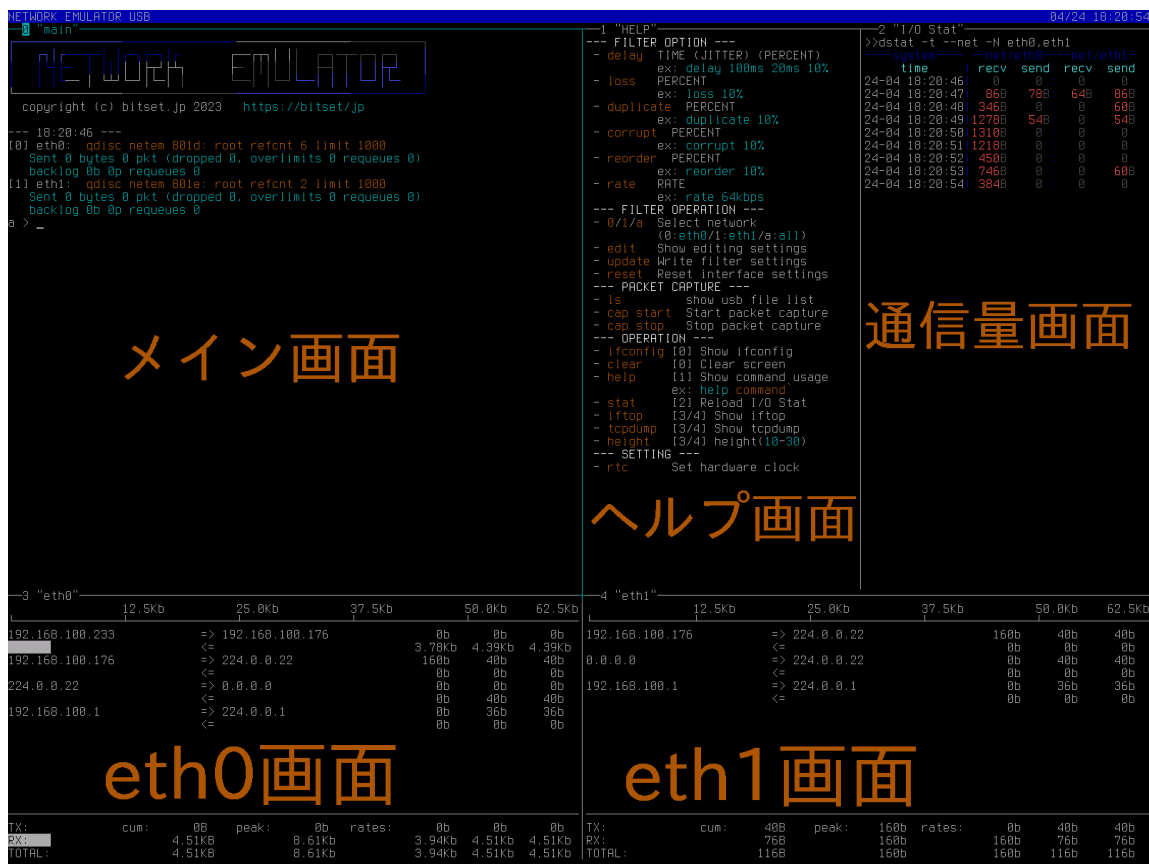 NETWORK EMULATOR USB 04/24 18:20:54
0 "main"
NETWORK EMULATOR
copyright (c) bitset.jp 2023 https://bitset/jp
--- 18:20:46 ---
[0] eth0: qdisc netem 801d: root refcnt 6 limit 1000
Sent 0 bytes 0 pkt (dropped 0, overlimits 0 requeues 0)
backlog 0b 0p requeues 0
[1] eth1: qdisc netem 801e: root refcnt 2 limit 1000
Sent 0 bytes 0 pkt (dropped 0, overlimits 0 requeues 0)
backlog 0b 0p requeues 0
a > _
メイン画面
1 "HELP"
--- FILTER OPTION ---
- delay TIME (JITTER) (PERCENT)
ex: delay 100ms 20ms 10%
- loss PERCENT
ex: loss 10%
- duplicate PERCENT
ex: duplicate 10%
- corrupt PERCENT
ex: corrupt 10%
- reorder PERCENT
ex: reorder 10%
- rate RATE
ex: rate 64kbps
--- FILTER OPERATION ---
- 0/1/a Select network
(0:eth0/1:eth1/a:all)
- edit Show editing settings
- update Write filter settings
- reset Reset interface settings
--- PACKET CAPTURE ---
- ls show usb file list
- cap start Start packet capture
- cap stop Stop packet capture
--- OPERATION ---
- ifconfig [0] Show ifconfig
- clear [0] Clear screen
- help [1] Show command usage
ex: help command`
- stat [2] Reload I/O Stat
- iftop [3/4] Show iftop
- tcpdump [3/4] Show tcpdump
- height [3/4] height(10-30)
--- SETTING ---
- rtc Set hardware clock
ヘルプ画面
2 "I/O Stat"
>>dstat -t --net -N eth0,eth1
----system---- --net/eth0---net/eth1-
time | recv send recv send
24-04 18:20:46| 0 0 0 0
24-04 18:20:47| 86B 78B 64B 86B
24-04 18:20:48| 346B 0 0 60B
24-04 18:20:49|1278B 54B 0 54B
24-04 18:20:50|1310B 0 0 0
24-04 18:20:51|1218B 0 0 0
24-04 18:20:52| 450B 0 0 0
24-04 18:20:53| 746B 0 0 60B
24-04 18:20:54| 384B 0 0 0
通信量画面
3 "eth0"
12.5Kb 25.0Kb 37.5Kb 50.0Kb 62.5Kb
192.168.100.233 => 192.168.100.176 0b 0b 0b
<= 3.78Kb 4.39Kb 4.39Kb
192.168.100.176 => 224.0.0.22 160b 40b 40b
<= 0b 0b 0b
224.0.0.22 => 0.0.0.0 0b 0b 0b
<= 0b 40b 40b
192.168.100.1 => 224.0.0.1 0b 36b 36b
<= 0b 0b 0b
eth0画面
TX: cum: 0B peak: 0b rates: 0b 0b 0b
RX: 4.51KB 8.61Kb 3.94Kb 4.51Kb 4.51Kb
TOTAL: 4.51KB 8.61Kb 3.94Kb 4.51Kb 4.51Kb
4 "eth1"
12.5Kb 25.0Kb 37.5Kb 50.0Kb 62.5Kb
192.168.100.176 => 224.0.0.22 160b 40b 40b
<= 0b 0b 0b
0.0.0.0 => 224.0.0.22 0b 40b 40b
<= 0b 0b 0b
192.168.100.1 => 224.0.0.1 0b 36b 36b
<= 0b 0b 0b
eth1画面
TX: cum: 40B peak: 160b rates: 0b 40b 40b
RX: 76B 160b 160b 76b 76b
TOTAL: 116B 160b 160b 116b 116b